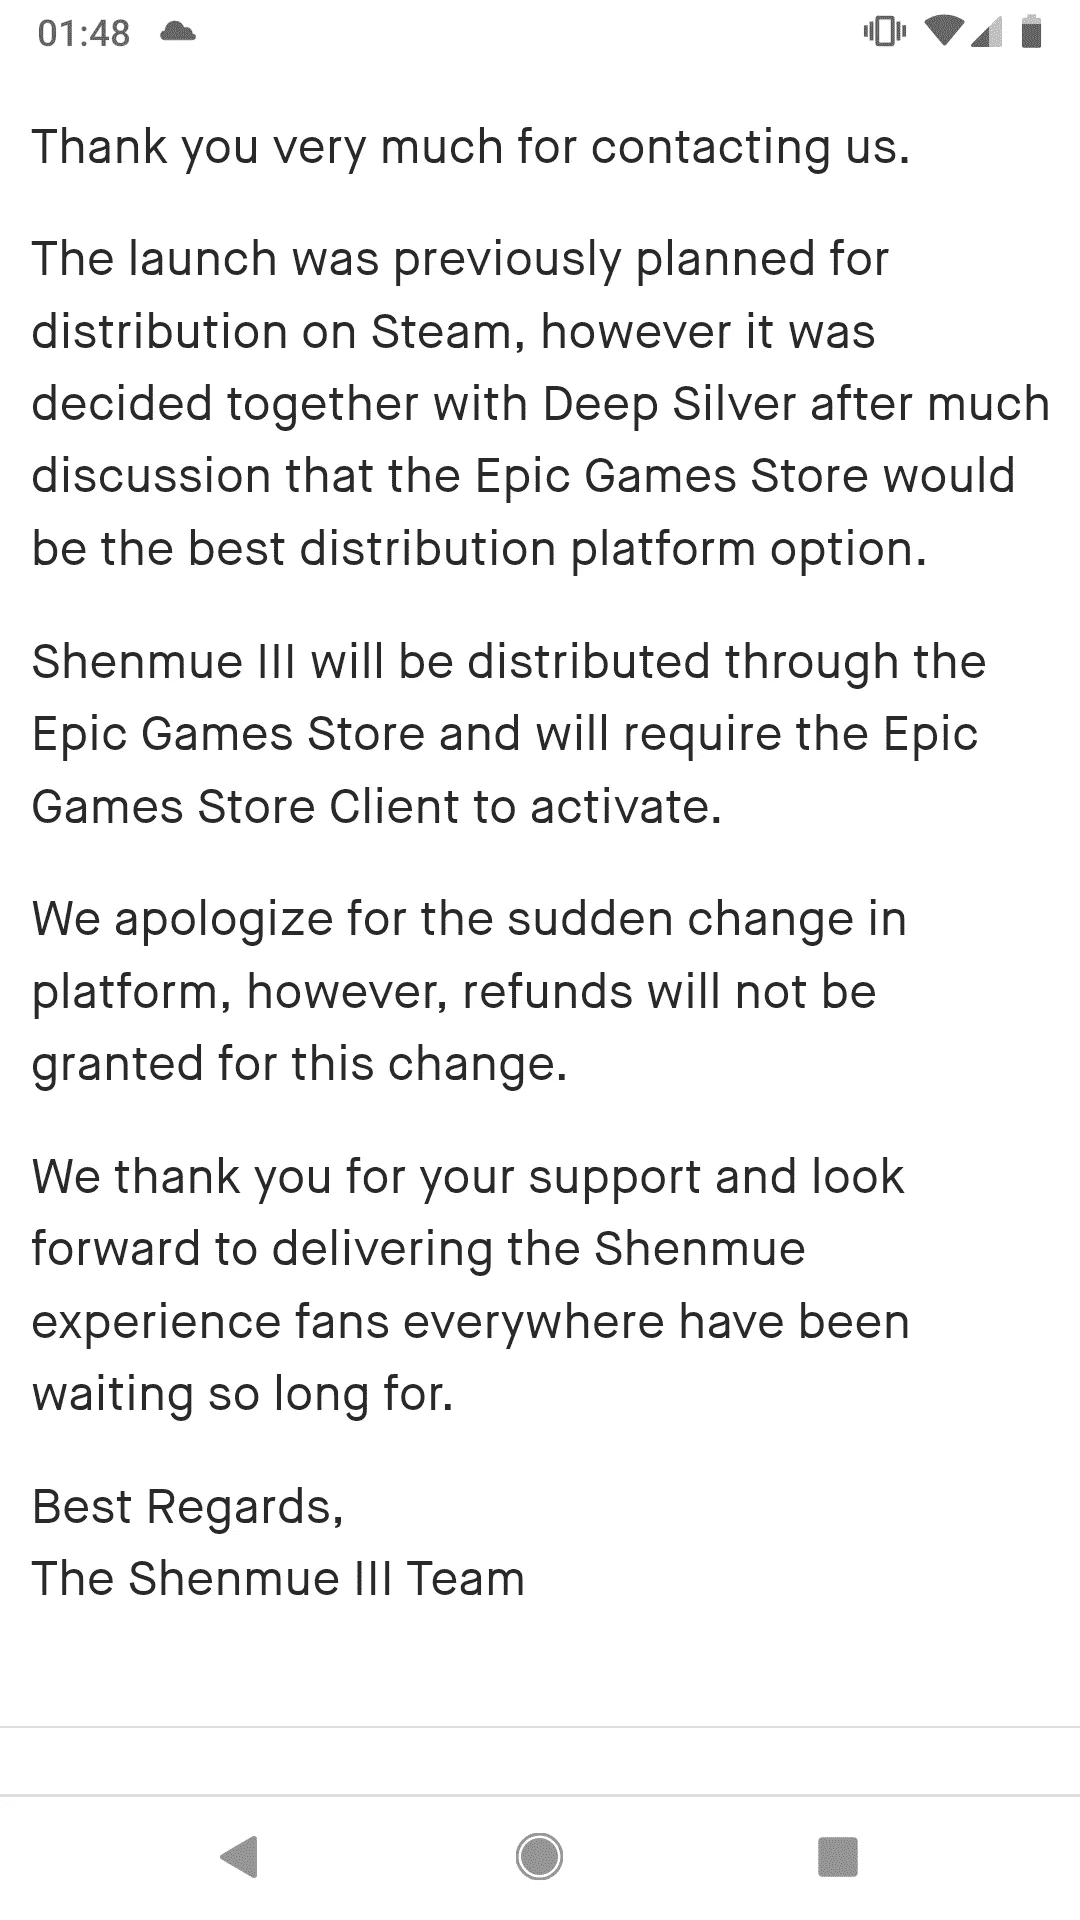 01:48
Thank you very much for contacting us.
The launch was previously planned for
distribution on Steam, however it was
decided together with Deep Silver after much
discussion that the Epic Games Store would
be the best distribution platform option.
Shenmue III will be distributed through the
Epic Games Store and will require the Epic
Games Store Client to activate.
We apologize for the sudden change in
platform, however, refunds will not be
granted for this change.
We thank you for your support and look
forward to delivering the Shenmue
experience fans everywhere have been
waiting so long for.
Best Regards,
The Shenmue III Team